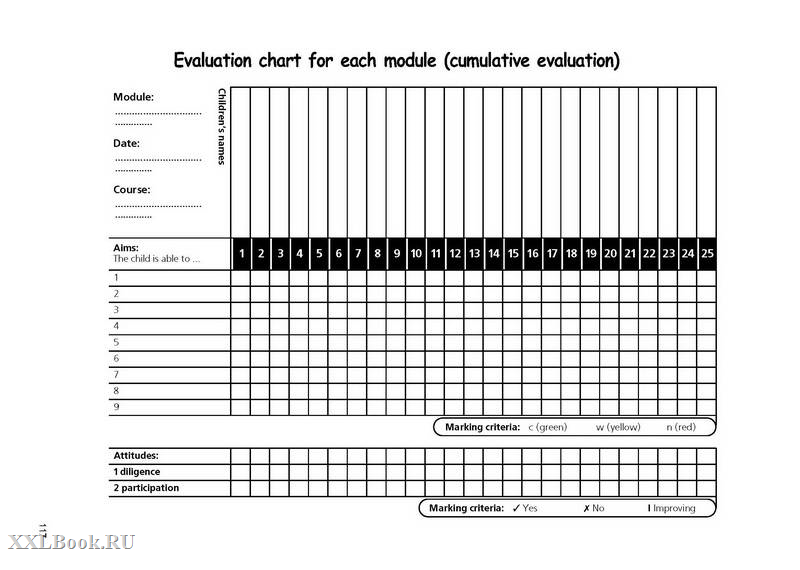 Evaluation chart for each module (cumulative evaluation)
Module:
...............................
.............
Date:
...............................
.............
Course:
...............................
.............
Children's names
Aims:
The child is able to ...
1 2 3 4 5 6 7 8 9 10 11 12 13 14 15 16 17 18 19 20 21 22 23 24 25
1
2
3
4
5
6
7
8
9
Marking criteria: c (green) w (yellow) n (red)
Attitudes:
1 diligence
2 participation
Marking criteria: ✓ Yes ✗ No I Improving
117
XXLBook.RU